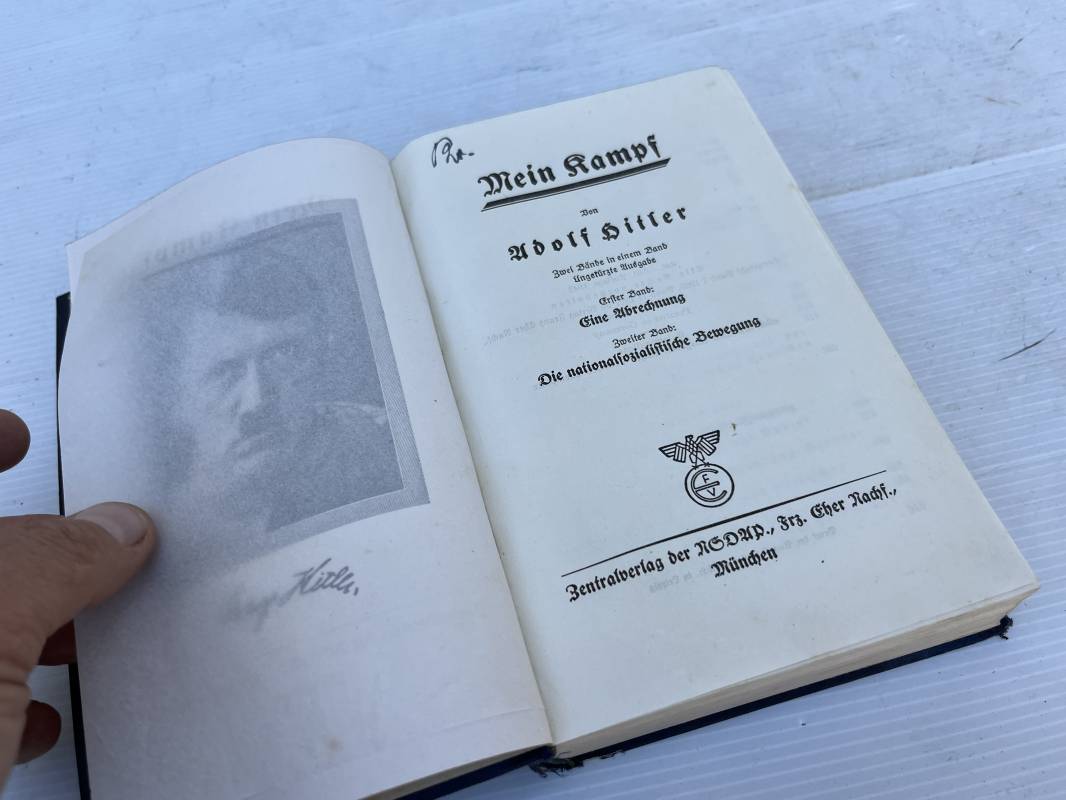 Mein Kampf
Von
Adolf Hitler
Zwei Bände in einem Band
Ungekürzte Ausgabe
Erster Band:
Eine Abrechnung
Zweiter Band:
Die nationalsozialistische Bewegung
F
E
V
Zentralverlag der NSDAP., Frz. Eher Nachf.,
München
Hitler.